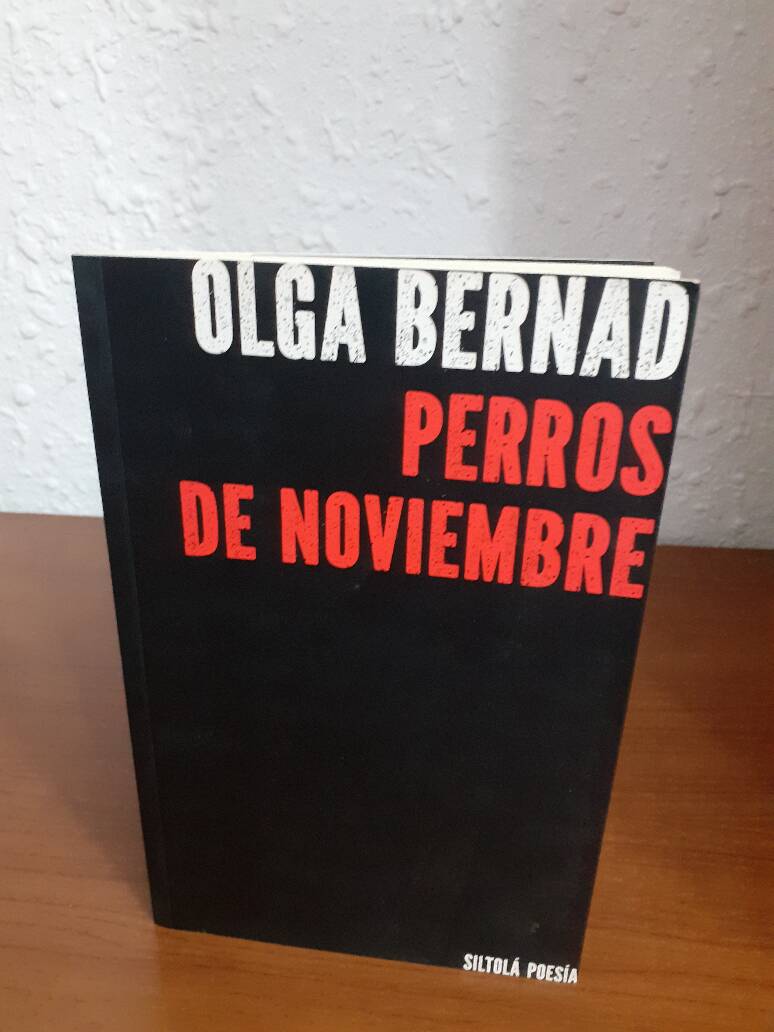 OLGA BERNAD
PERROS
DE NOVIEMBRE
SILTOLÁ POESÍA